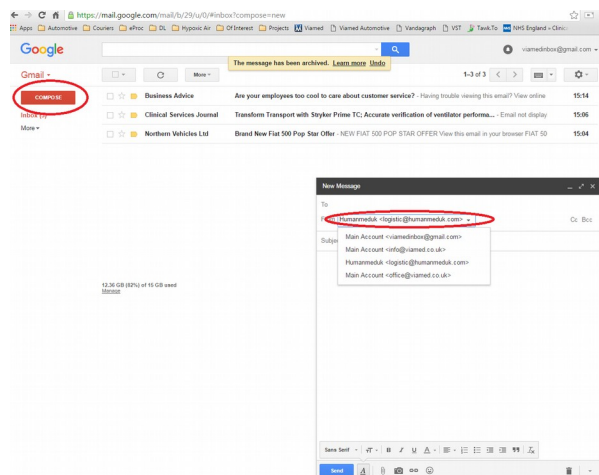 https://mail.google.com/mail/b/29/u/0/#inbox?compose=new
Apps Automotive Couriers eProc DL Hypoxic Air Of Interest Projects Viamed Viamed Automotive Vandagraph VST Tawk.To NHS England » Clinic
Google
viamedinbox@gmail.com
The message has been archived. Learn more Undo
Gmail
More
1–3 of 3
COMPOSE
Business Advice Are your employees too cool to care about customer service? - Having trouble viewing this email? View online 15:14
Clinical Services Journal Transform Transport with Stryker Prime TC; Accurate verification of ventilator performa... - Email not display 15:06
Northern Vehicles Ltd Brand New Fiat 500 Pop Star Offer - NEW FIAT 500 POP STAR OFFER View this email in your browser FIAT 50 15:04
Inbox
More
New Message
To
From Humanmeduk <logistic@humanmeduk.com>
Cc Bcc
Subje
Main Account <viamedinbox@gmail.com>
Main Account <info@viamed.co.uk>
Humanmeduk <logistic@humanmeduk.com>
Main Account <office@viamed.co.uk>
12.36 GB (82%) of 15 GB used
Manage
Sans Serif
Send